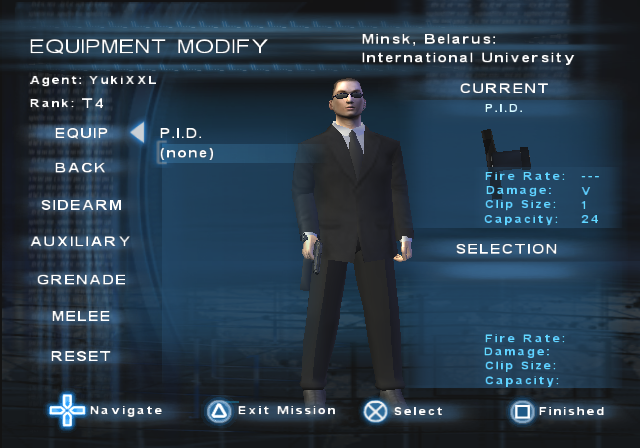 EQUIPMENT MODIFY
Minsk, Belarus:
International University
Agent: YukiXXL
Rank: T4
CURRENT
P.I.D.
EQUIP
P.I.D.
(none)
BACK
SIDEARM
AUXILIARY
GRENADE
MELEE
RESET
Fire Rate: ---
Damage: V
Clip Size: 1
Capacity: 24
SELECTION
Fire Rate:
Damage:
Clip Size:
Capacity:
Navigate
Exit Mission
Select
Finished